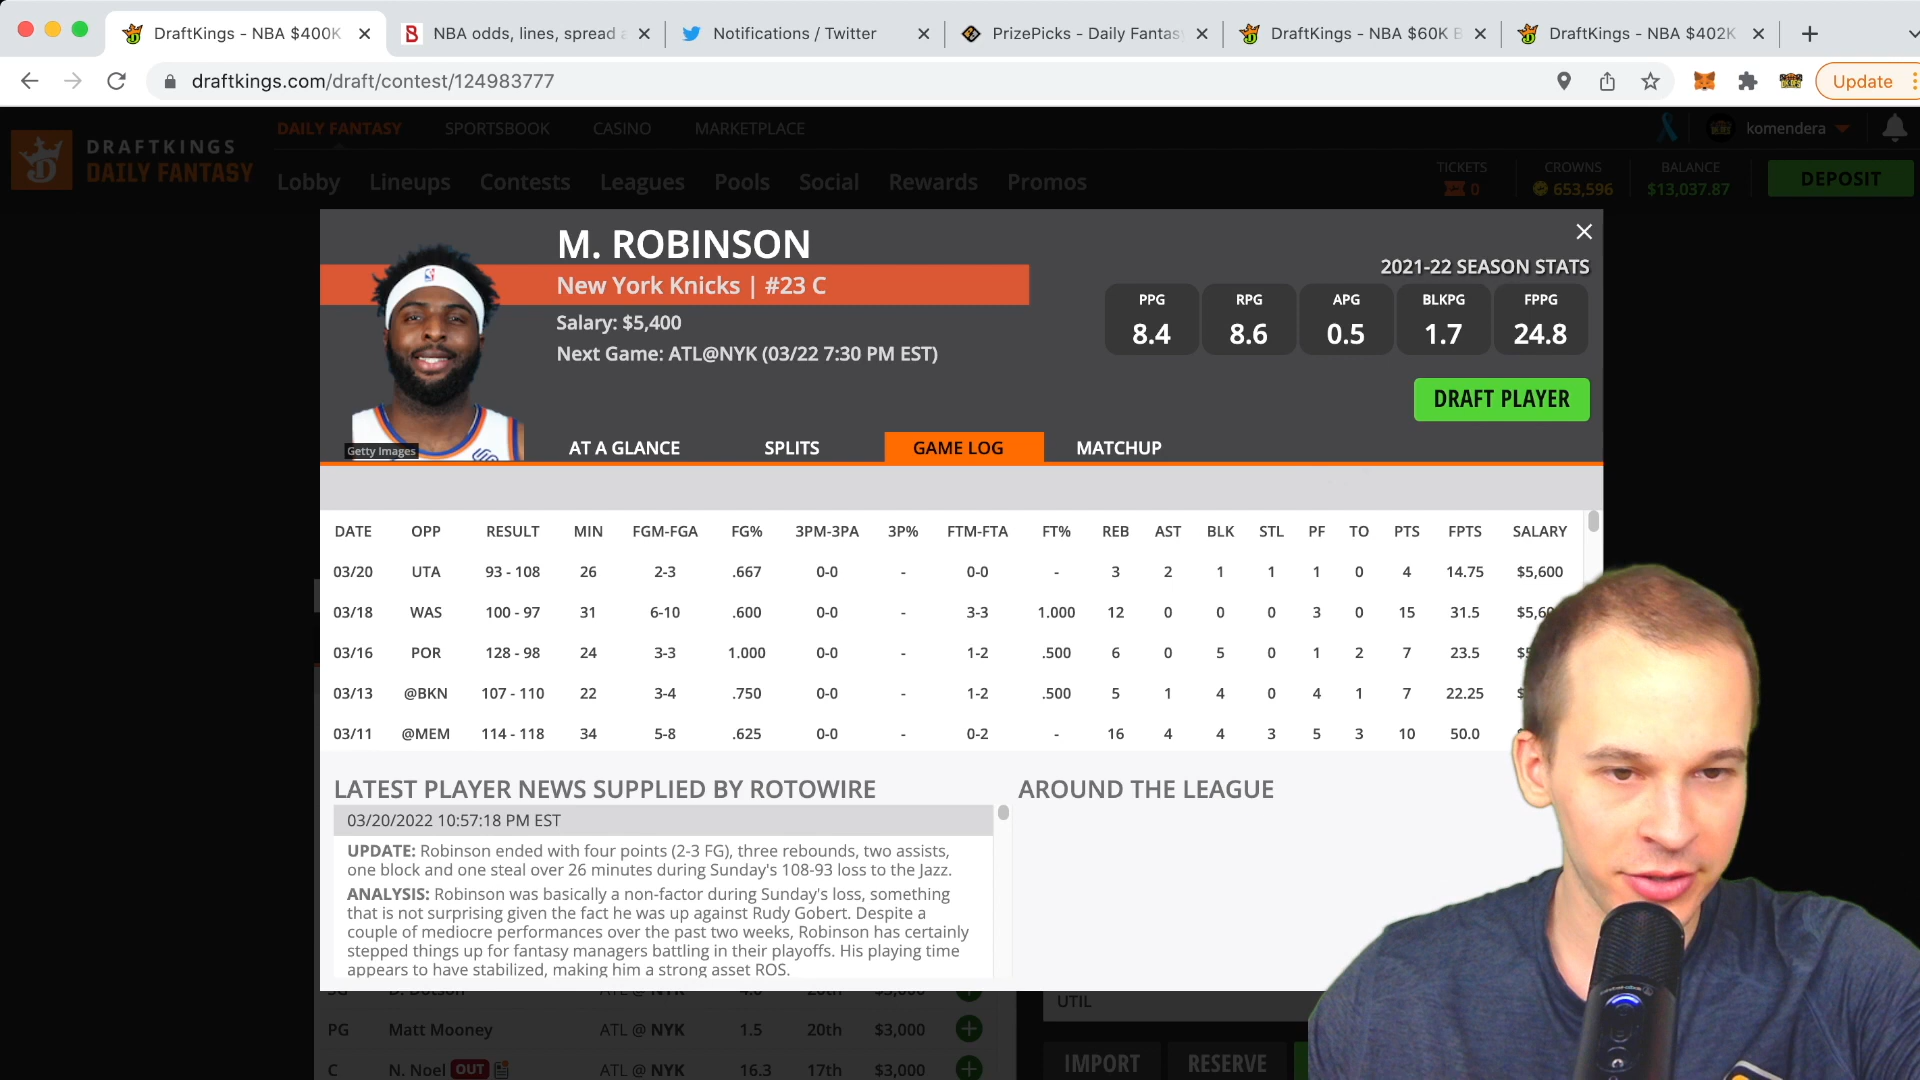 DraftKings - NBA $400K
NBA odds, lines, spread a
Notifications / Twitter
PrizePicks - Daily Fantas
DraftKings - NBA $60K B
DraftKings - NBA $402K
draftkings.com/draft/contest/124983777
Update
DRAFTKINGS
DAILY FANTASY
DAILY FANTASY SPORTSBOOK CASINO MARKETPLACE
komendera
Lobby Lineups Contests Leagues Pools Social Rewards Promos
TICKETS
0
CROWNS
653,596
BALANCE
$13,037.87
DEPOSIT
M. ROBINSON
New York Knicks | #23 C
Salary: $5,400
Next Game: ATL@NYK (03/22 7:30 PM EST)
Getty Images
2021-22 SEASON STATS
PPG RPG APG BLKPG FPPG
8.4 8.6 0.5 1.7 24.8
DRAFT PLAYER
AT A GLANCE SPLITS GAME LOG MATCHUP
DATE OPP RESULT MIN FGM-FGA FG% 3PM-3PA 3P% FTM-FTA FT% REB AST BLK STL PF TO PTS FPTS SALARY
03/20 UTA 93 - 108 26 2-3 .667 0-0 - 0-0 - 3 2 1 1 1 0 4 14.75 $5,600
03/18 WAS 100 - 97 31 6-10 .600 0-0 - 3-3 1.000 12 0 0 0 3 0 15 31.5 $5,60
03/16 POR 128 - 98 24 3-3 1.000 0-0 - 1-2 .500 6 0 5 0 1 2 7 23.5
03/13 @BKN 107 - 110 22 3-4 .750 0-0 - 1-2 .500 5 1 4 0 4 1 7 22.25
03/11 @MEM 114 - 118 34 5-8 .625 0-0 - 0-2 - 16 4 4 3 5 3 10 50.0
LATEST PLAYER NEWS SUPPLIED BY ROTOWIRE
AROUND THE LEAGUE
03/20/2022 10:57:18 PM EST
UPDATE: Robinson ended with four points (2-3 FG), three rebounds, two assists,
one block and one steal over 26 minutes during Sunday's 108-93 loss to the Jazz.
ANALYSIS: Robinson was basically a non-factor during Sunday's loss, something
that is not surprising given the fact he was up against Rudy Gobert. Despite a
couple of mediocre performances over the past two weeks, Robinson has certainly
stepped things up for fantasy managers battling in their playoffs. His playing time
appears to have stabilized, making him a strong asset ROS.
UTIL
PG Matt Mooney ATL @ NYK 1.5 20th $3,000
C N. Noel OUT ATL @ NYK 16.3 17th $3,000
IMPORT RESERVE